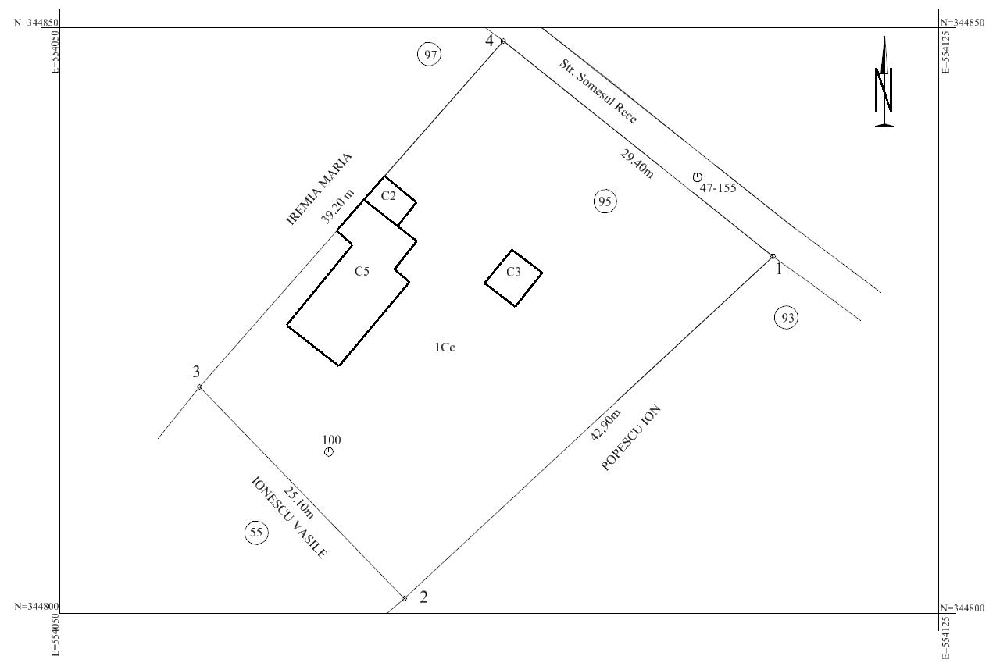 N=344850
N=344850
E=554050
E=554125
4
97
Str. Somesul Rece
N
29.40m
47-155
IREMIA MARIA
39.20 m
C2
95
C5
C3
1
93
1Cc
3
42,90m
POPESCU ION
100
25.10m
IONESCU VASILE
55
2
N=344800
N=344800
E=554050
E=554125